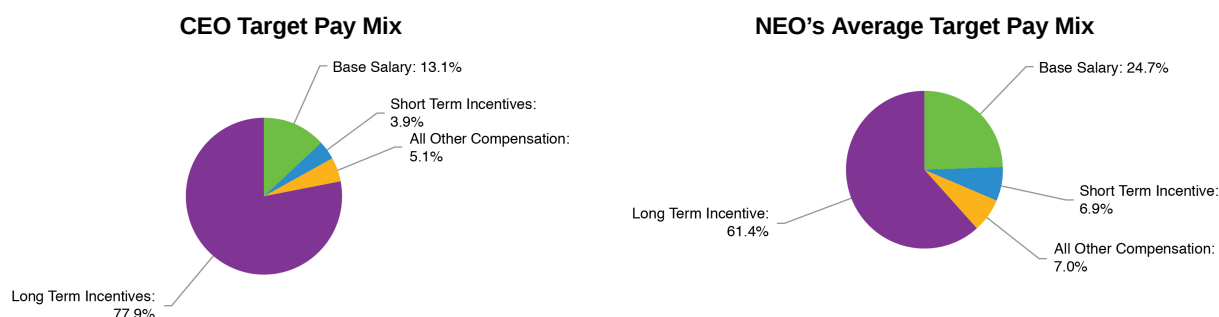 CEO Target Pay Mix
Base Salary: 13.1%
Short Term Incentives:
3.9%
All Other Compensation:
5.1%
Long Term Incentives:
77.9%
NEO’s Average Target Pay Mix
Base Salary: 24.7%
Short Term Incentive:
6.9%
All Other Compensation:
7.0%
Long Term Incentive:
61.4%